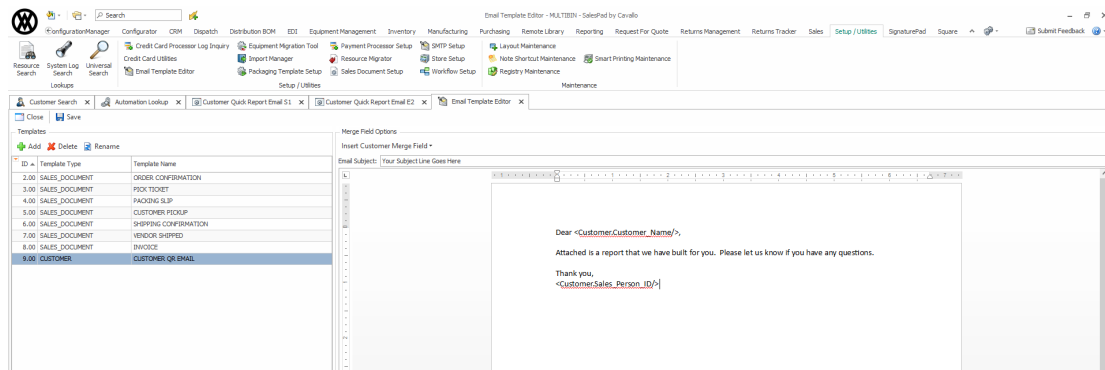 Search
Email Template Editor - MULTIBIN - SalesPad by Cavallo
ConfigurationManager Configurator CRM Dispatch Distribution BOM EDI Equipment Management Inventory Manufacturing Purchasing Remote Library Reporting Request For Quote Returns Management Returns Tracker Sales Setup / Utilities SignaturePad Square Submit Feedback
Credit Card Processor Log Inquiry Equipment Migration Tool Payment Processor Setup SMTP Setup Layout Maintenance
Resource Search System Log Search Universal Search Credit Card Utilities Import Manager Resource Migrator Store Setup Note Shortcut Maintenance Smart Printing Maintenance
Email Template Editor Packaging Template Setup Sales Document Setup Workflow Setup Registry Maintenance
Lookups Setup / Utilities Maintenance
Customer Search x Automation Lookup x Customer Quick Report Email S1 x Customer Quick Report Email E2 x Email Template Editor x
Close Save
Templates Merge Field Options
Add Delete Rename Insert Customer Merge Field
ID Template Type Template Name Email Subject: Your Subject Line Goes Here
2.00 SALES_DOCUMENT ORDER CONFIRMATION
3.00 SALES_DOCUMENT PICK TICKET
4.00 SALES_DOCUMENT PACKING SLIP
5.00 SALES_DOCUMENT CUSTOMER PICKUP
6.00 SALES_DOCUMENT SHIPPING CONFIRMATION
7.00 SALES_DOCUMENT VENDOR SHIPPED
8.00 SALES_DOCUMENT INVOICE
9.00 CUSTOMER CUSTOMER QR EMAIL
Dear <Customer.Customer_Name/>,
Attached is a report that we have built for you. Please let us know if you have any questions.
Thank you,
<Customer.Sales_Person_ID/>